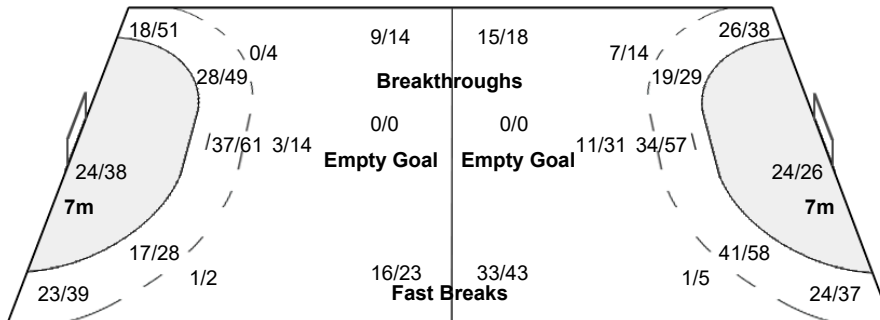 18/51 9/14 15/18 26/38
0/4 7/14
28/49 Breakthroughs 19/29
0/0 0/0
37/61 3/14 11/31 34/57
Empty Goal Empty Goal
24/38 24/26
7m 7m
17/28 41/58
1/2 16/23 33/43 1/5
23/39 Fast Breaks 24/37